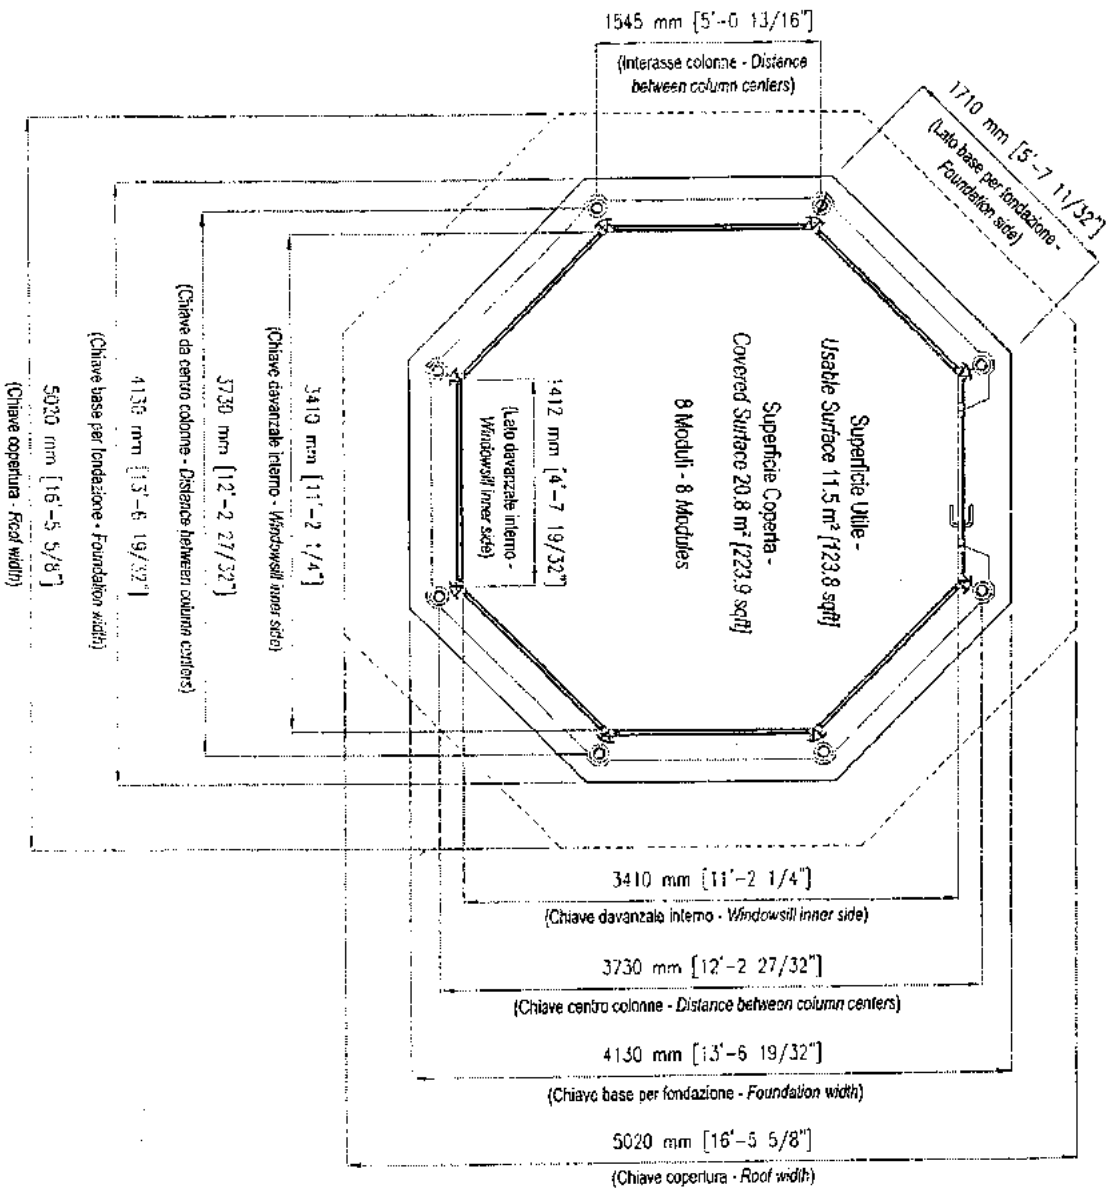 1545 mm [5'-0 13/16"]
(Interasse colonne - Distance
between column centers)
1710 mm [5'-7 11/32"]
(Lato base per fondazione -
Foundation side)
Superficie Utile -
Usable Surface 11.5 m² [123.8 sqft]
Superficie Coperta -
Covered Surface 20.8 m² [223.9 sqft]
8 Moduli - 8 Modules
1412 mm [4'-7 19/32"]
(Lato davanzale interno -
Windowsill inner side)
3410 mm [11'-2 1/4"]
(Chiave davanzale interno - Windowsill inner side)
3730 mm [12'-2 27/32"]
(Chiave da centro colonne - Distance between column centers)
4130 mm [13'-6 19/32"]
(Chiave base per fondazione - Foundation width)
5020 mm [16'-5 5/8"]
(Chiave copertura - Roof width)
3410 mm [11'-2 1/4"]
(Chiave davanzale interno - Windowsill inner side)
3730 mm [12'-2 27/32"]
(Chiave centro colonne - Distance between column centers)
4130 mm [13'-6 19/32"]
(Chiave base per fondazione - Foundation width)
5020 mm [16'-5 5/8"]
(Chiave copertura - Roof width)